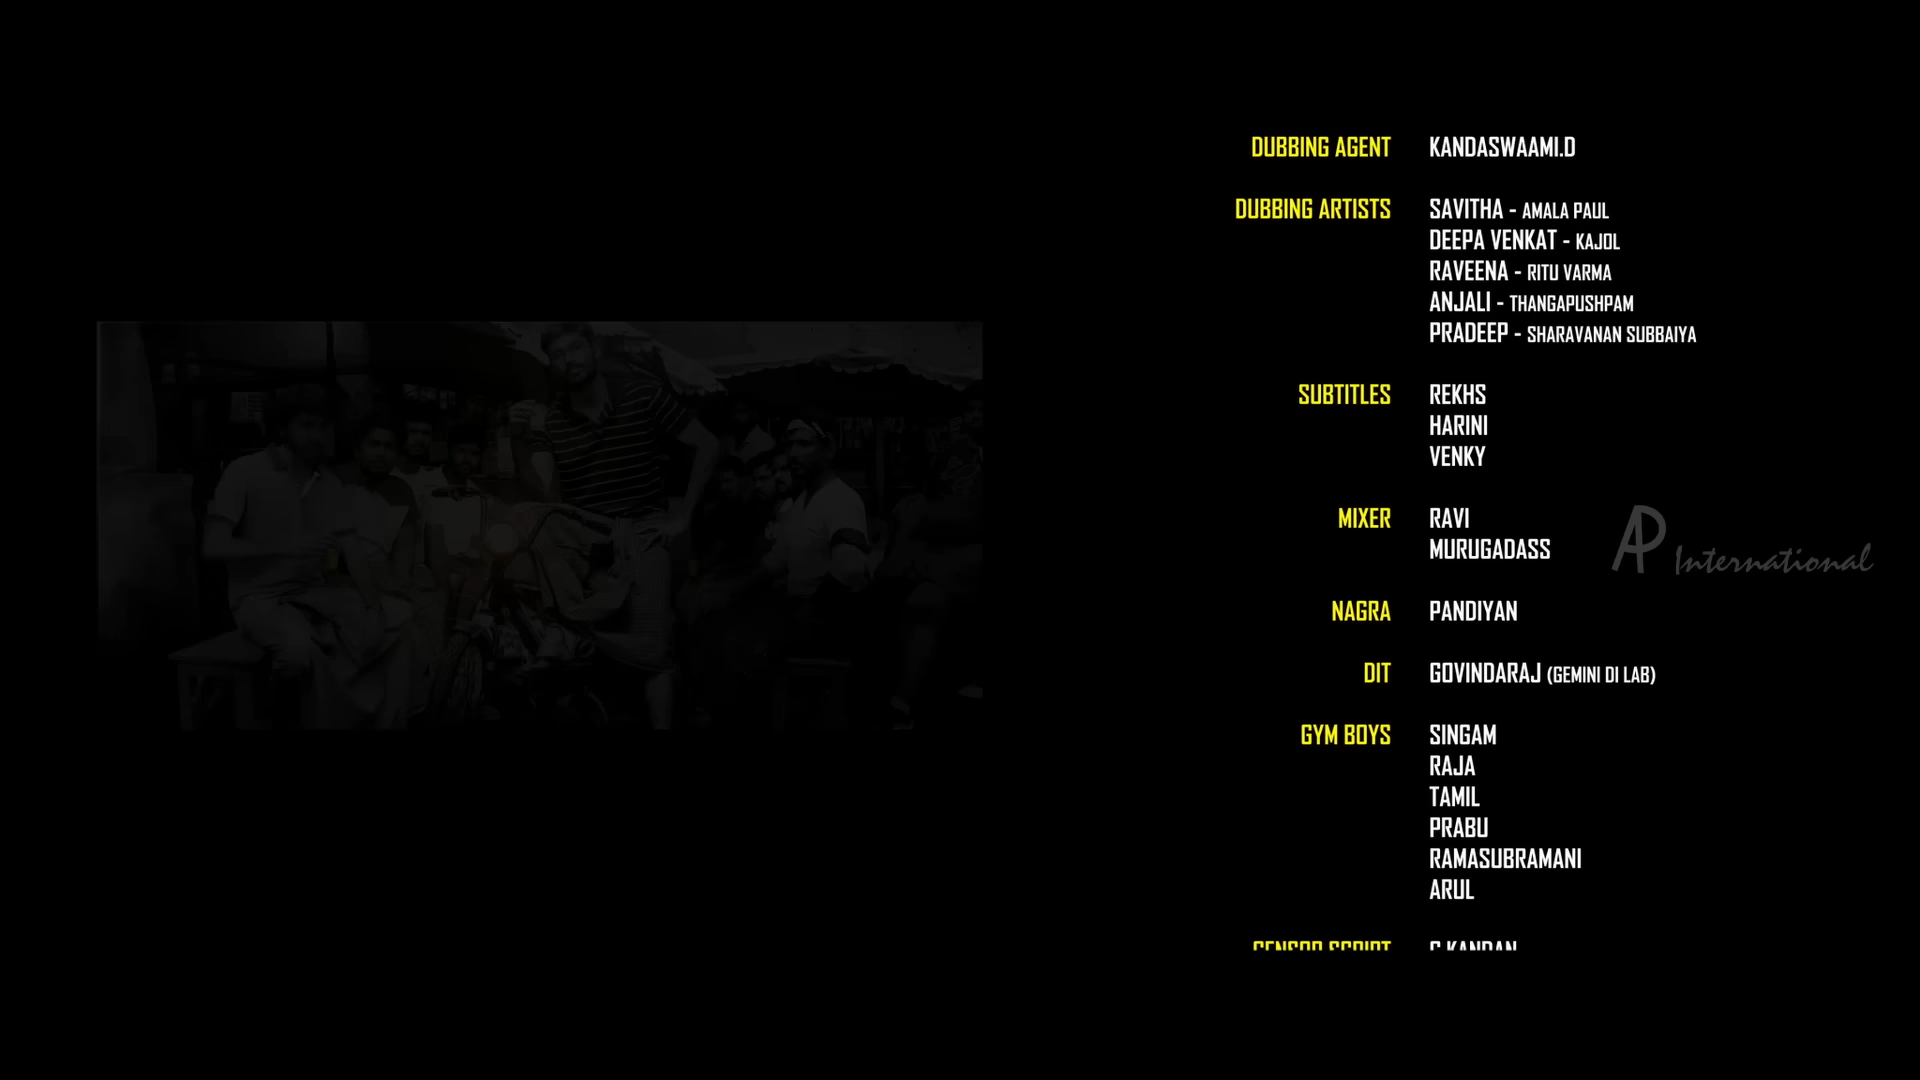 DUBBING AGENT KANDASWAAMI.D
DUBBING ARTISTS SAVITHA - AMALA PAUL
DEEPA VENKAT - KAJOL
RAVEENA - RITU VARMA
ANJALI - THANGAPUSHPAM
PRADEEP - SHARAVANAN SUBBAIYA
SUBTITLES REKHS
HARINI
VENKY
MIXER RAVI
MURUGADASS
AP International
NAGRA PANDIYAN
DIT GOVINDARAJ (GEMINI DI LAB)
GYM BOYS SINGAM
RAJA
TAMIL
PRABU
RAMASUBRAMANI
ARUL
CENSOR SCRIPT